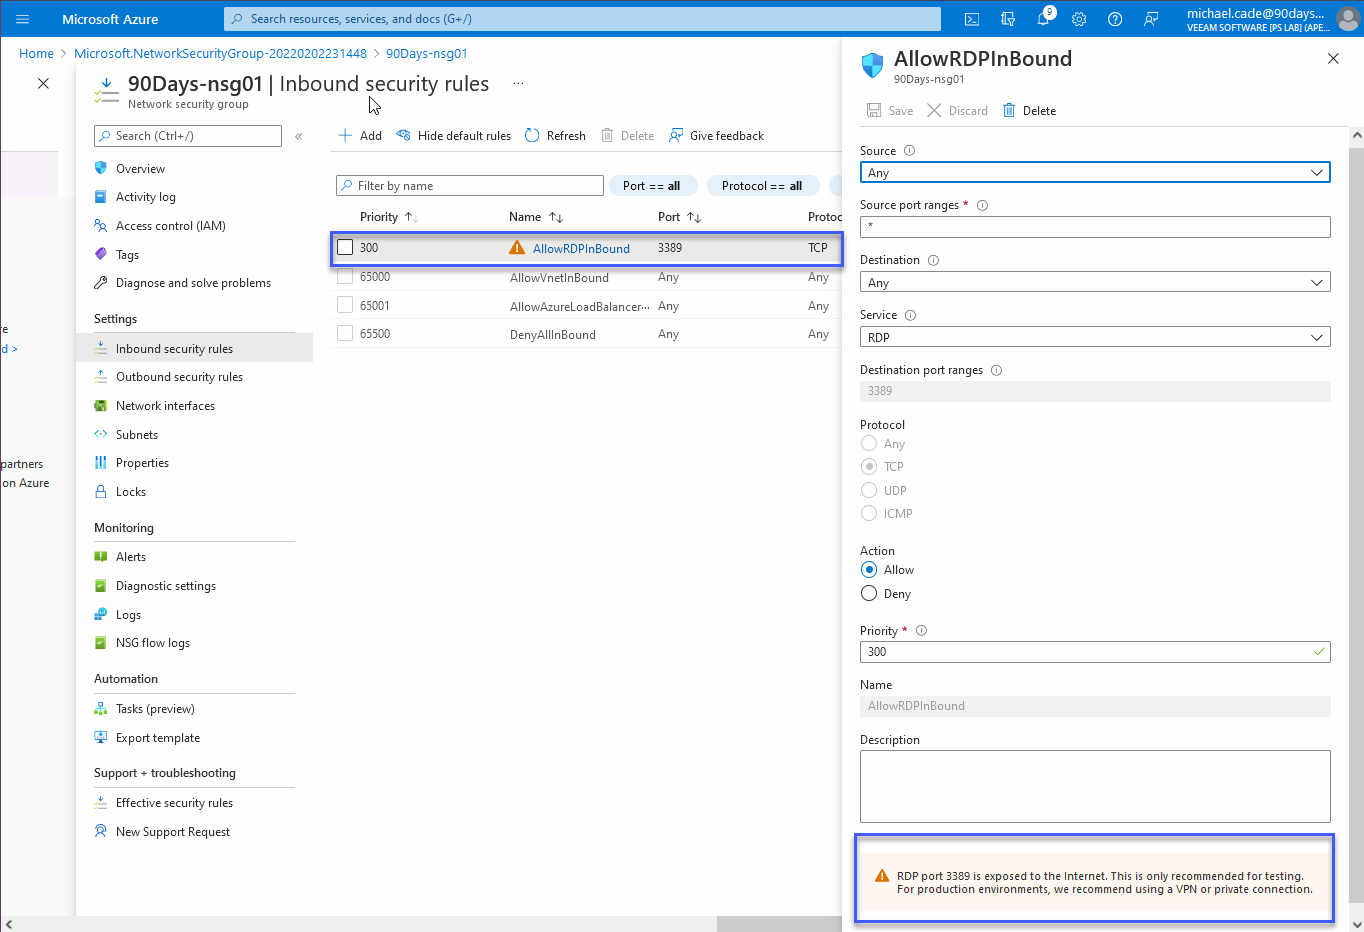 Microsoft Azure
Search resources, services, and docs (G+/)
9
michael.cade@90days...
VEEAM SOFTWARE [PS LAB] (APE...
Home > Microsoft.NetworkSecurityGroup-20220202231448 > 90Days-nsg01
90Days-nsg01 | Inbound security rules ...
Network security group
Search (Ctrl+/)
«
Overview
Activity log
Access control (IAM)
Tags
Diagnose and solve problems
Settings
Inbound security rules
Outbound security rules
Network interfaces
Subnets
Properties
Locks
Monitoring
Alerts
Diagnostic settings
Logs
NSG flow logs
Automation
Tasks (preview)
Export template
Support + troubleshooting
Effective security rules
New Support Request
re
d >
partners
on Azure
Add
Hide default rules
Refresh
Delete
Give feedback
Filter by name
Port == all
Protocol == all
Priority ↑↓ Name ↑↓ Port ↑↓ Protoc
300 AllowRDPInBound 3389 TCP
65000 AllowVnetInBound Any Any
65001 AllowAzureLoadBalancer... Any Any
65500 DenyAllInBound Any Any
AllowRDPInBound
90Days-nsg01
Save Discard Delete
Source
Any
Source port ranges *
*
Destination
Any
Service
RDP
Destination port ranges
3389
Protocol
Any
TCP
UDP
ICMP
Action
Allow
Deny
Priority *
300
Name
AllowRDPInBound
Description
RDP port 3389 is exposed to the Internet. This is only recommended for testing.
For production environments, we recommend using a VPN or private connection.